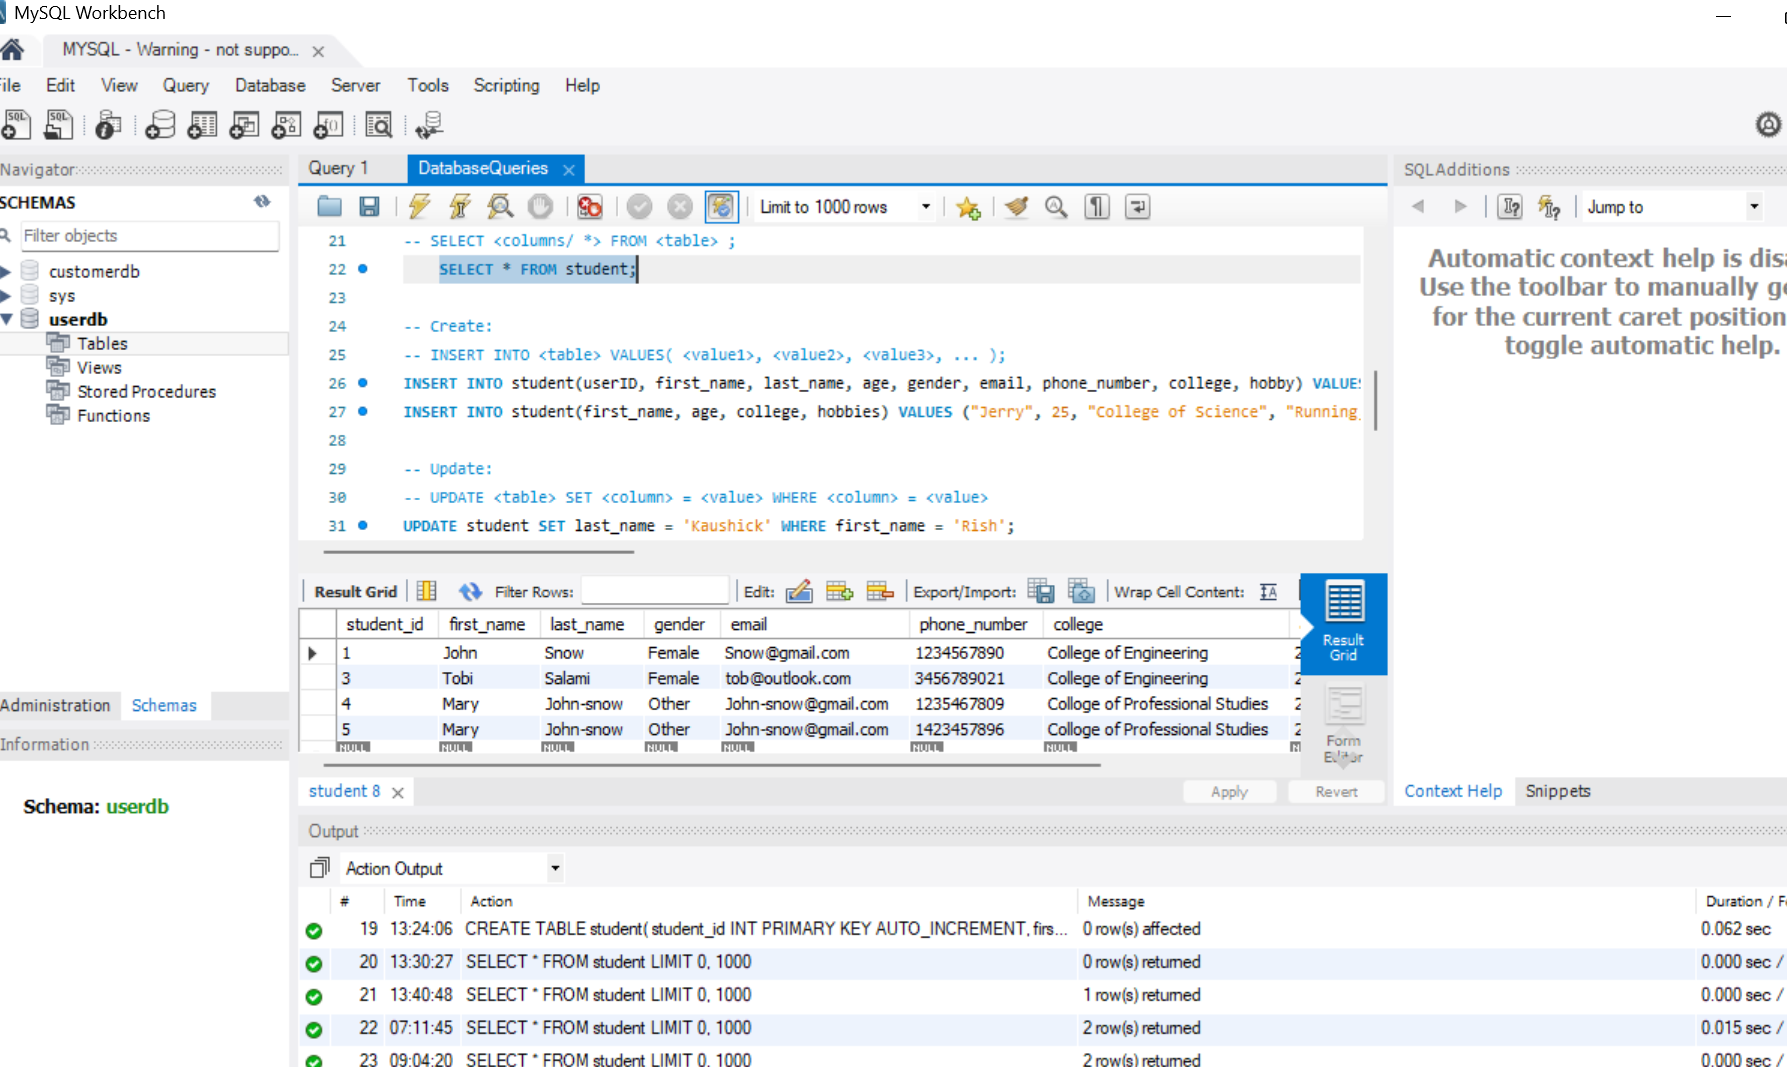 MySQL Workbench
MYSQL - Warning - not suppo...
File Edit View Query Database Server Tools Scripting Help
Navigator
SCHEMAS
Filter objects
customerdb
sys
userdb
Tables
Views
Stored Procedures
Functions
Administration Schemas
Information
Schema: userdb
Query 1 DatabaseQueries
Limit to 1000 rows
21 -- SELECT <columns/ *> FROM <table> ;
22 SELECT * FROM student;
23
24 -- Create:
25 -- INSERT INTO <table> VALUES( <value1>, <value2>, <value3>, ... );
26 INSERT INTO student(userID, first_name, last_name, age, gender, email, phone_number, college, hobby) VALUES
27 INSERT INTO student(first_name, age, college, hobbies) VALUES ("Jerry", 25, "College of Science", "Running
28
29 -- Update:
30 -- UPDATE <table> SET <column> = <value> WHERE <column> = <value>
31 UPDATE student SET last_name = 'Kaushick' WHERE first_name = 'Rish';
Result Grid Filter Rows: Edit: Export/Import: Wrap Cell Content:
student_id first_name last_name gender email phone_number college
1 John Snow Female Snow@gmail.com 1234567890 College of Engineering 2
3 Tobi Salami Female tob@outlook.com 3456789021 College of Engineering 2
4 Mary John-snow Other John-snow@gmail.com 1235467809 Colloge of Professional Studies 2
5 Mary John-snow Other John-snow@gmail.com 1423457896 Colloge of Professional Studies 2
NULL NULL NULL NULL NULL NULL NULL
Result
Grid
Form
Editor
student 8 Apply Revert
SQLAdditions
Jump to
Automatic context help is disa
Use the toolbar to manually ge
for the current caret position
toggle automatic help.
Context Help Snippets
Output
Action Output
# Time Action Message Duration / F
19 13:24:06 CREATE TABLE student( student_id INT PRIMARY KEY AUTO_INCREMENT, firs... 0 row(s) affected 0.062 sec
20 13:30:27 SELECT * FROM student LIMIT 0, 1000 0 row(s) returned 0.000 sec /
21 13:40:48 SELECT * FROM student LIMIT 0, 1000 1 row(s) returned 0.000 sec /
22 07:11:45 SELECT * FROM student LIMIT 0, 1000 2 row(s) returned 0.015 sec /
23 09:04:20 SELECT * FROM student LIMIT 0, 1000 2 row(s) returned 0.000 sec /